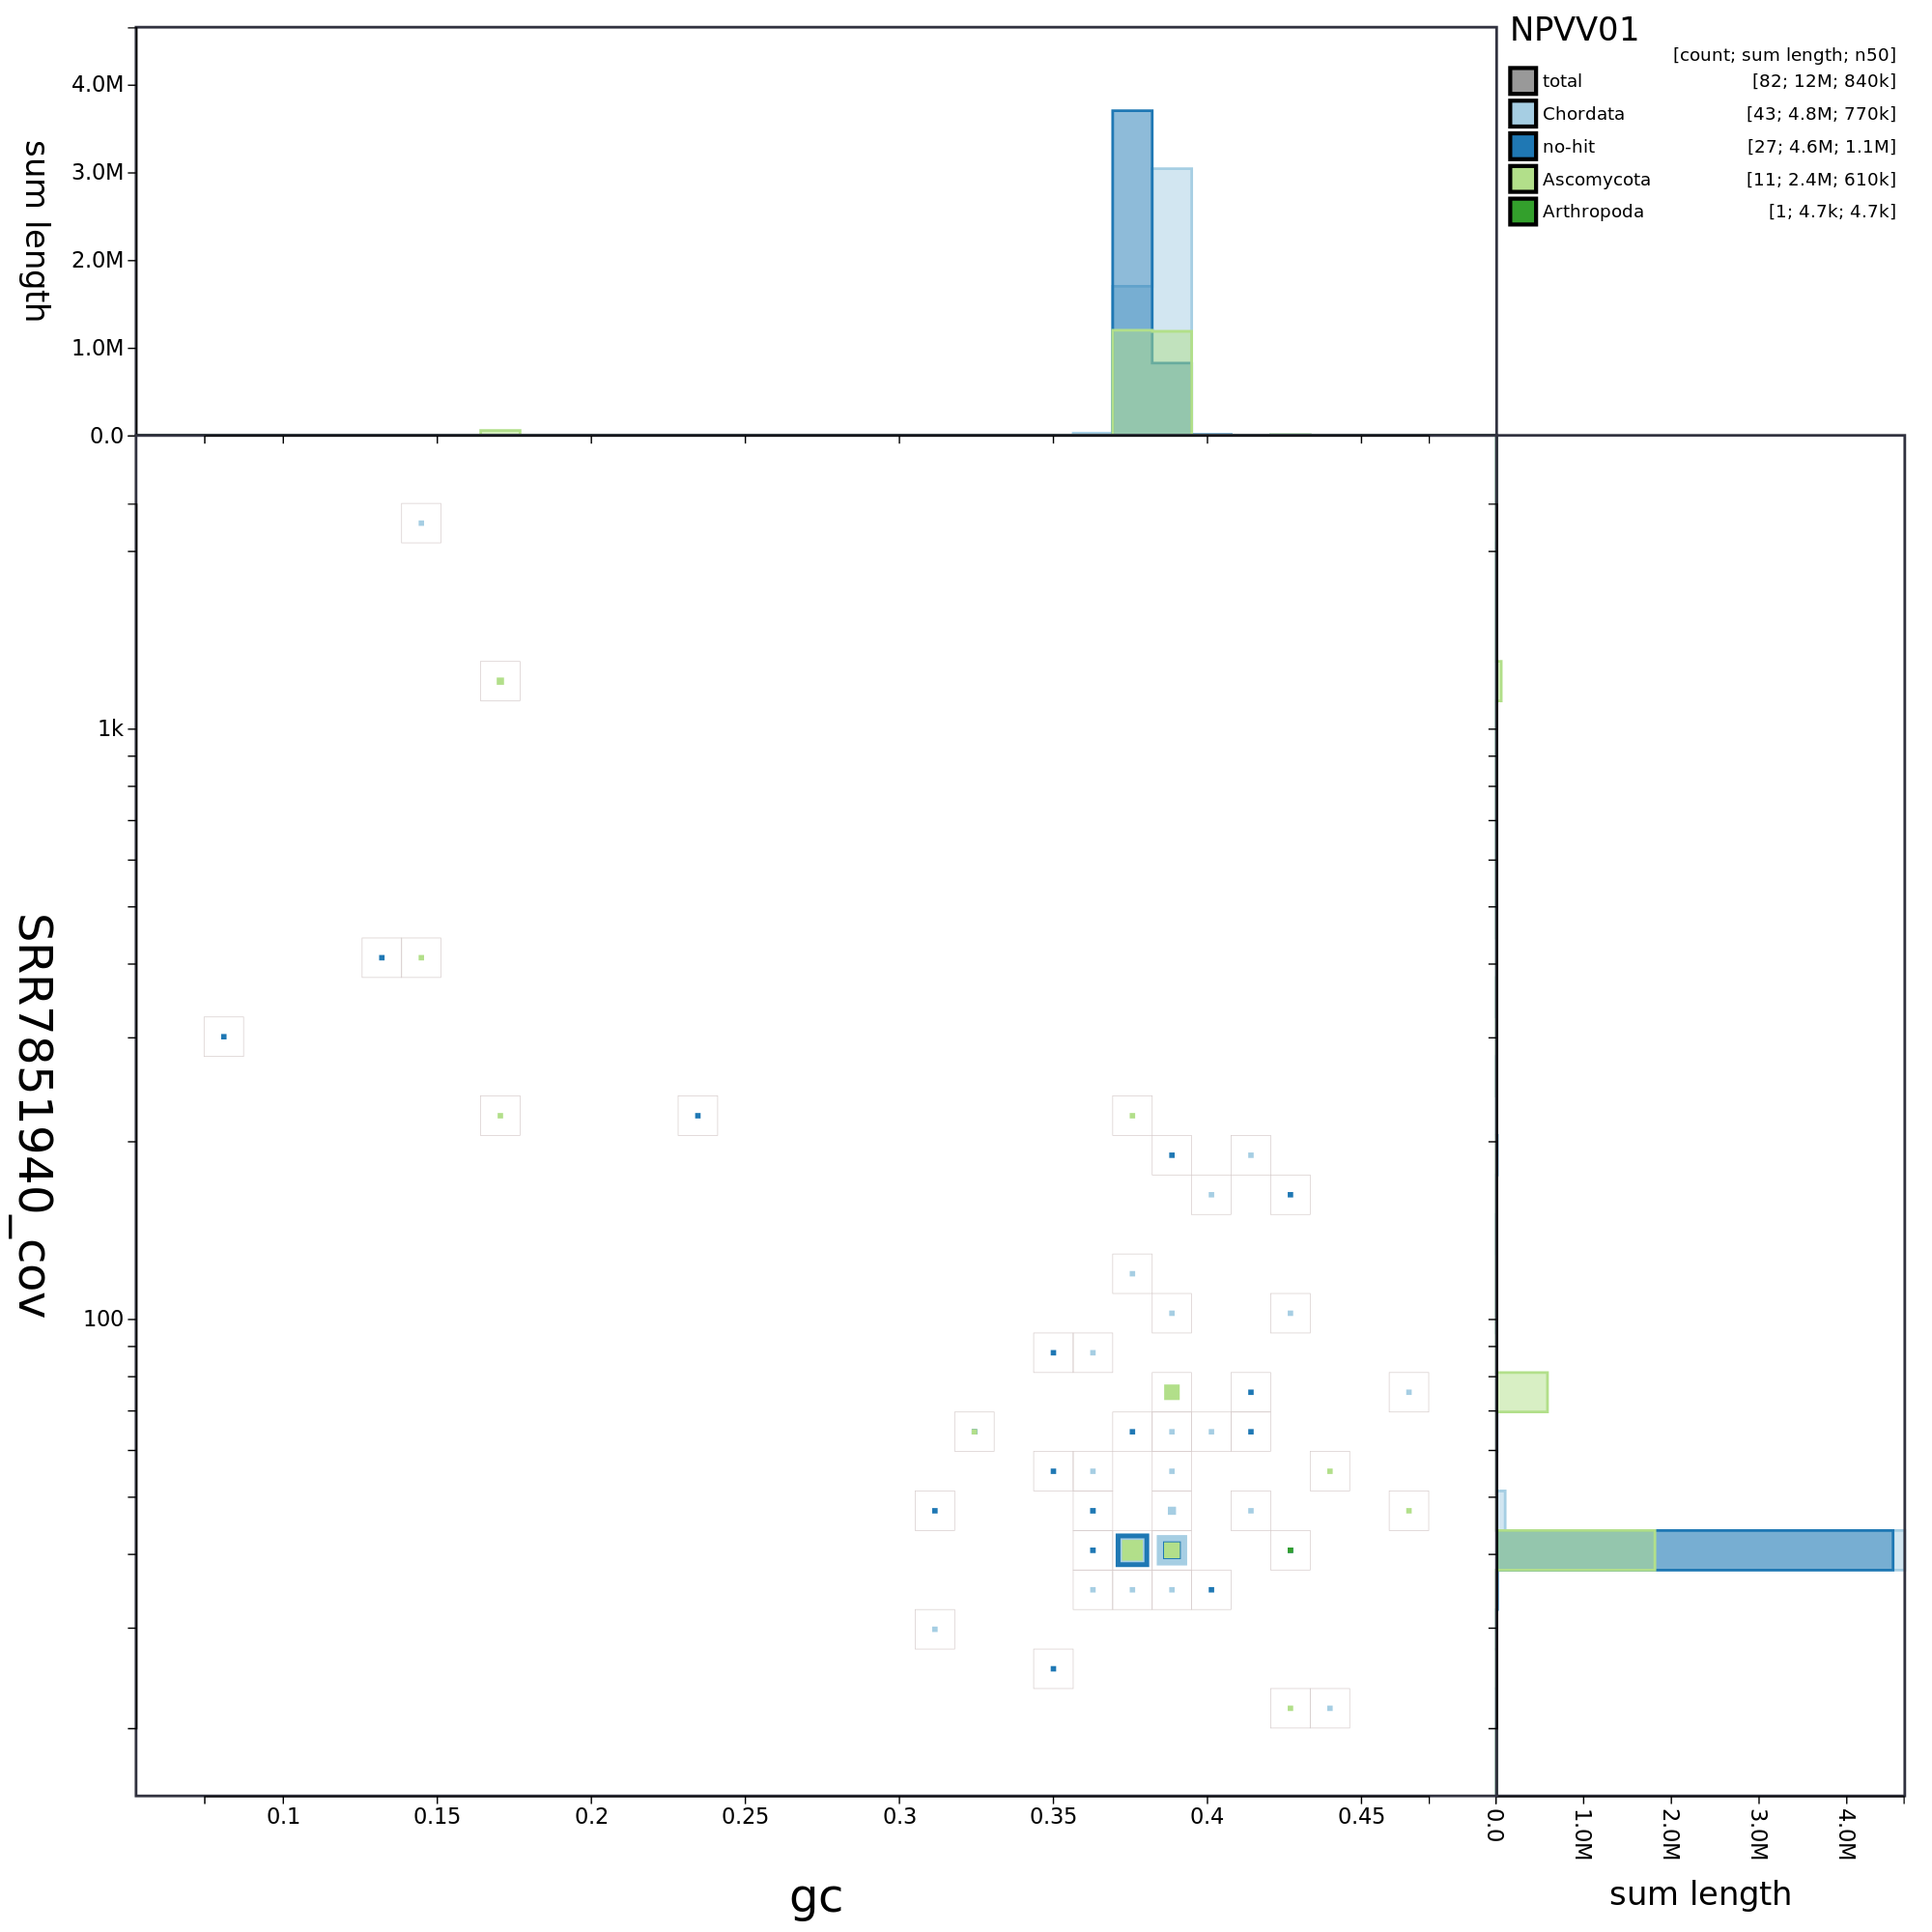 NPVV01
[count; sum length; n50]
total [82; 12M; 840k]
Chordata [43; 4.8M; 770k]
no-hit [27; 4.6M; 1.1M]
Ascomycota [11; 2.4M; 610k]
Arthropoda [1; 4.7k; 4.7k]
sum length
4.0M
3.0M
2.0M
1.0M
0.0
SRR7851940_cov
1k
100
0.1 0.15 0.2 0.25 0.3 0.35 0.4 0.45
gc
0.0 1.0M 2.0M 3.0M 4.0M
sum length